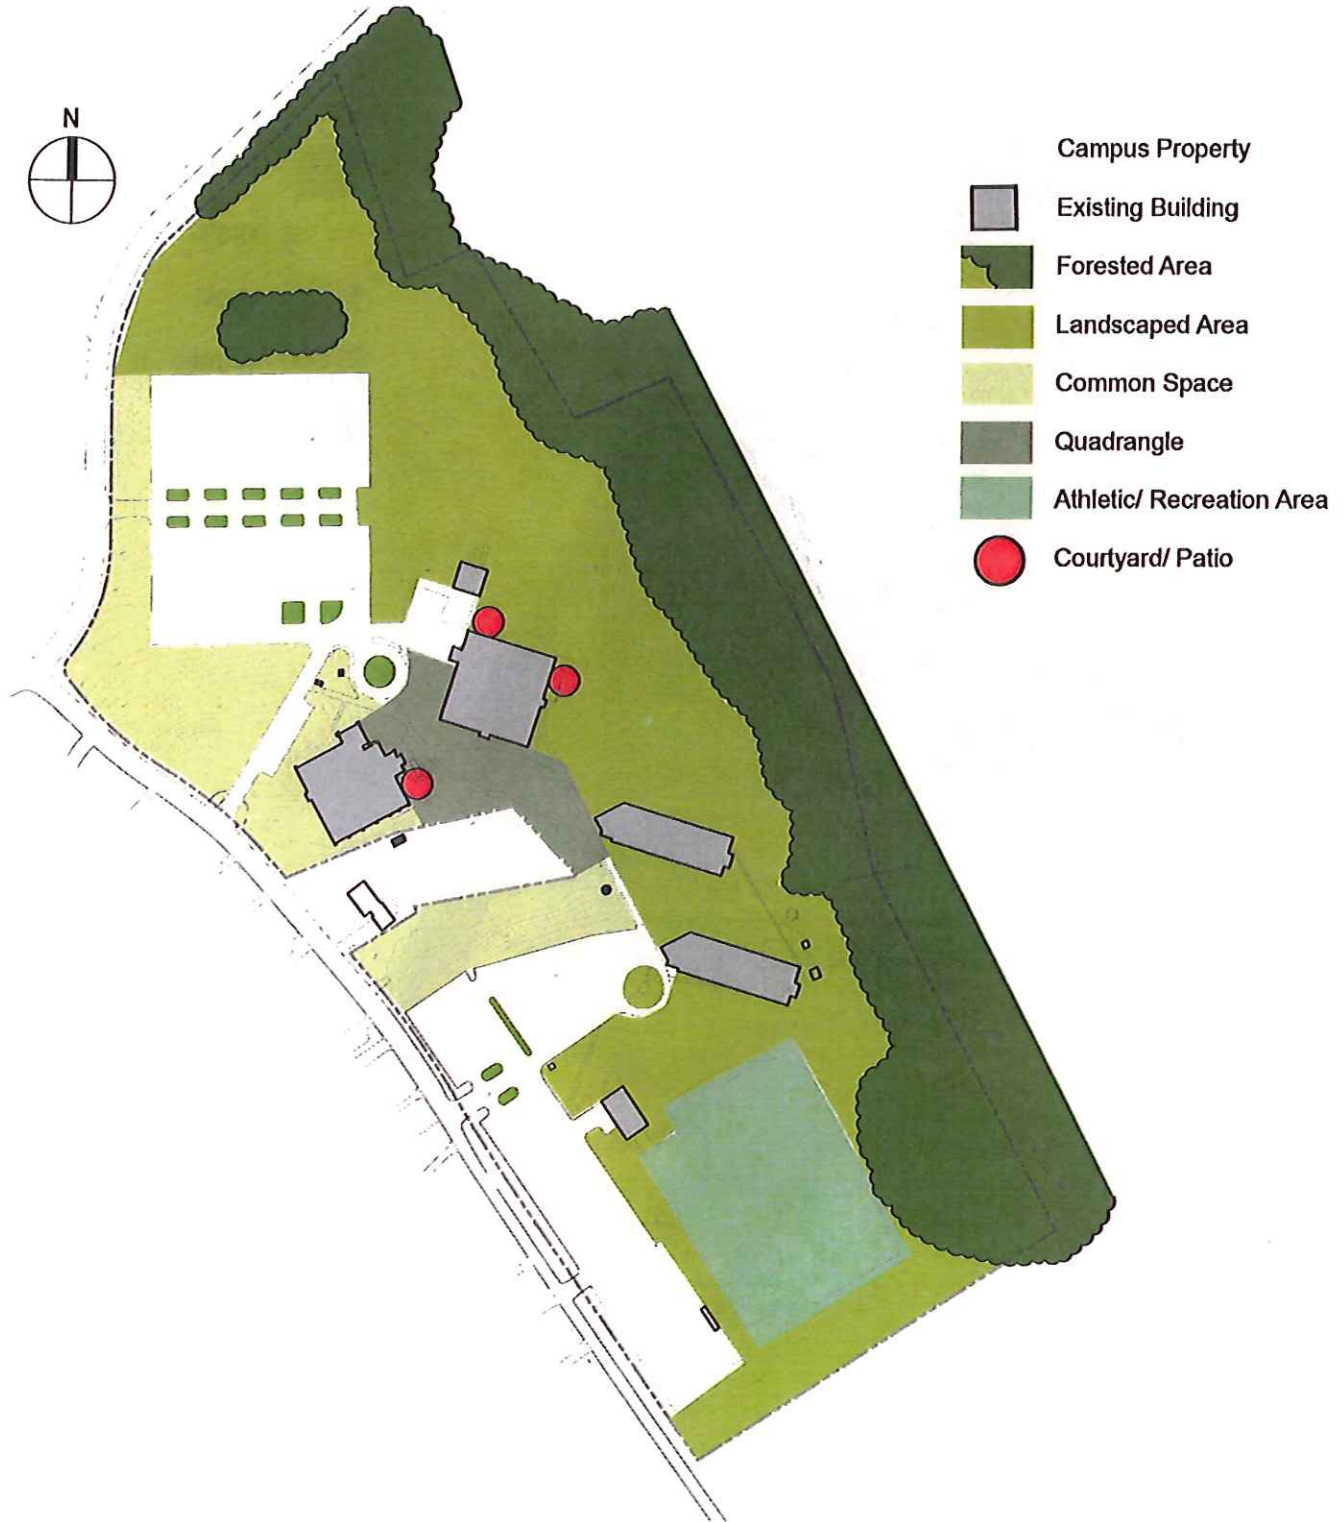 N
Campus Property
Existing Building
Forested Area
Landscaped Area
Common Space
Quadrangle
Athletic/ Recreation Area
Courtyard/ Patio